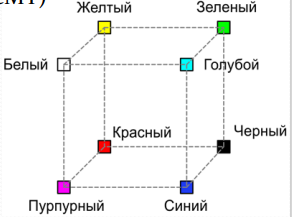 Желтый Зеленый
Белый Голубой
Красный Черный
Пурпурный Синий